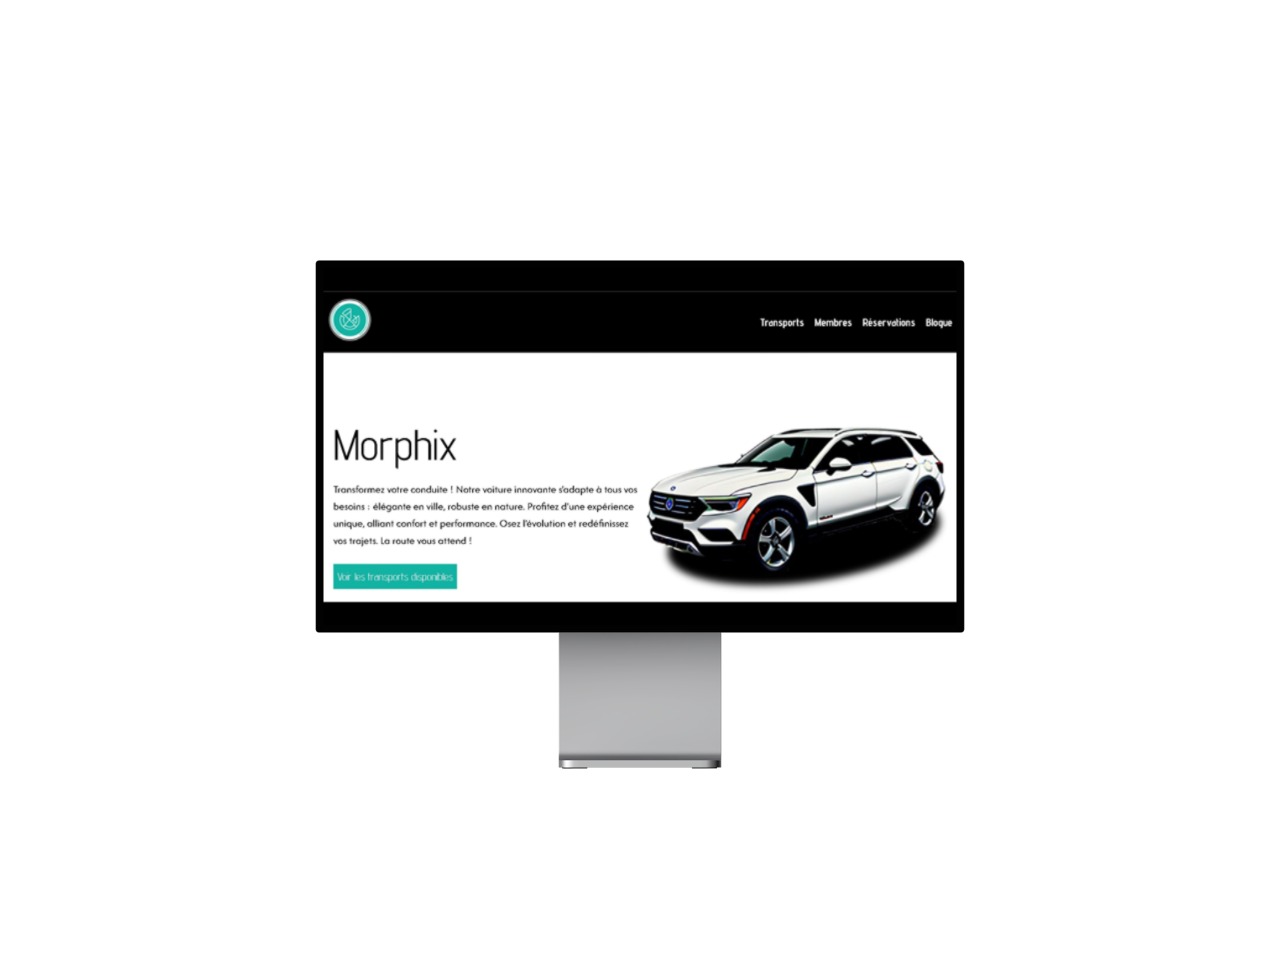 Transports Membres Réservations Bloque
Morphix
Transformez votre conduite ! Notre voiture innovante s'adapte à tous vos
besoins : élégante en ville, robuste en nature. Profitez d'une expérience
unique, alliant confort et performance. Osez l'évolution et redéfinissez
vos trajets. La route vous attend !
Voir les transports disponibles